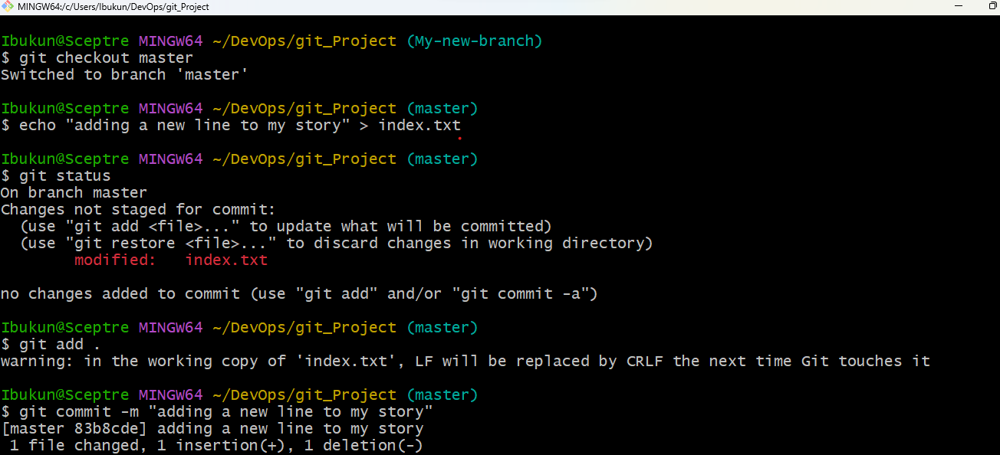 MINGW64:/c/Users/Ibukun/DevOps/git_Project
Ibukun@Sceptre MINGW64 ~/DevOps/git_Project (My-new-branch)
$ git checkout master
Switched to branch 'master'
Ibukun@Sceptre MINGW64 ~/DevOps/git_Project (master)
$ echo "adding a new line to my story" > index.txt
Ibukun@Sceptre MINGW64 ~/DevOps/git_Project (master)
$ git status
On branch master
Changes not staged for commit:
  (use "git add <file>..." to update what will be committed)
  (use "git restore <file>..." to discard changes in working directory)
        modified:   index.txt
no changes added to commit (use "git add" and/or "git commit -a")
Ibukun@Sceptre MINGW64 ~/DevOps/git_Project (master)
$ git add .
warning: in the working copy of 'index.txt', LF will be replaced by CRLF the next time Git touches it
Ibukun@Sceptre MINGW64 ~/DevOps/git_Project (master)
$ git commit -m "adding a new line to my story"
[master 83b8cde] adding a new line to my story
 1 file changed, 1 insertion(+), 1 deletion(-)